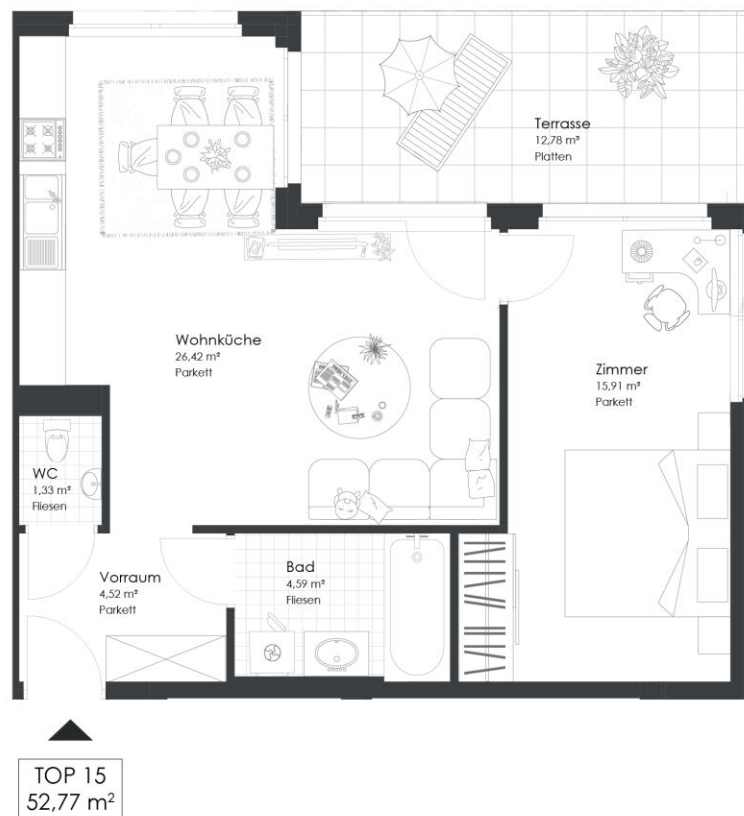 Terrasse
12,78 m²
Platten
Wohnküche
26,42 m²
Parkett
Zimmer
15,91 m²
Parkett
WC
1,33 m²
Fliesen
Vorraum
4,52 m²
Parkett
Bad
4,59 m²
Fliesen
TOP 15
52,77 m²